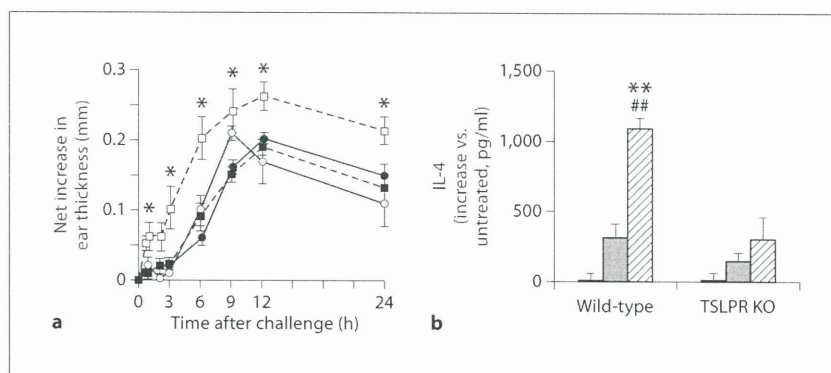 0.3
0.2
0.1
0
Net increase in
ear thickness (mm)
* * * * * *
0 1 3 6 9 12 24
Time after challenge (h)
a
1,500
1,000
500
0
IL-4
(increase vs.
untreated, pg/ml)
**
##
Wild-type TSLPR KO
b